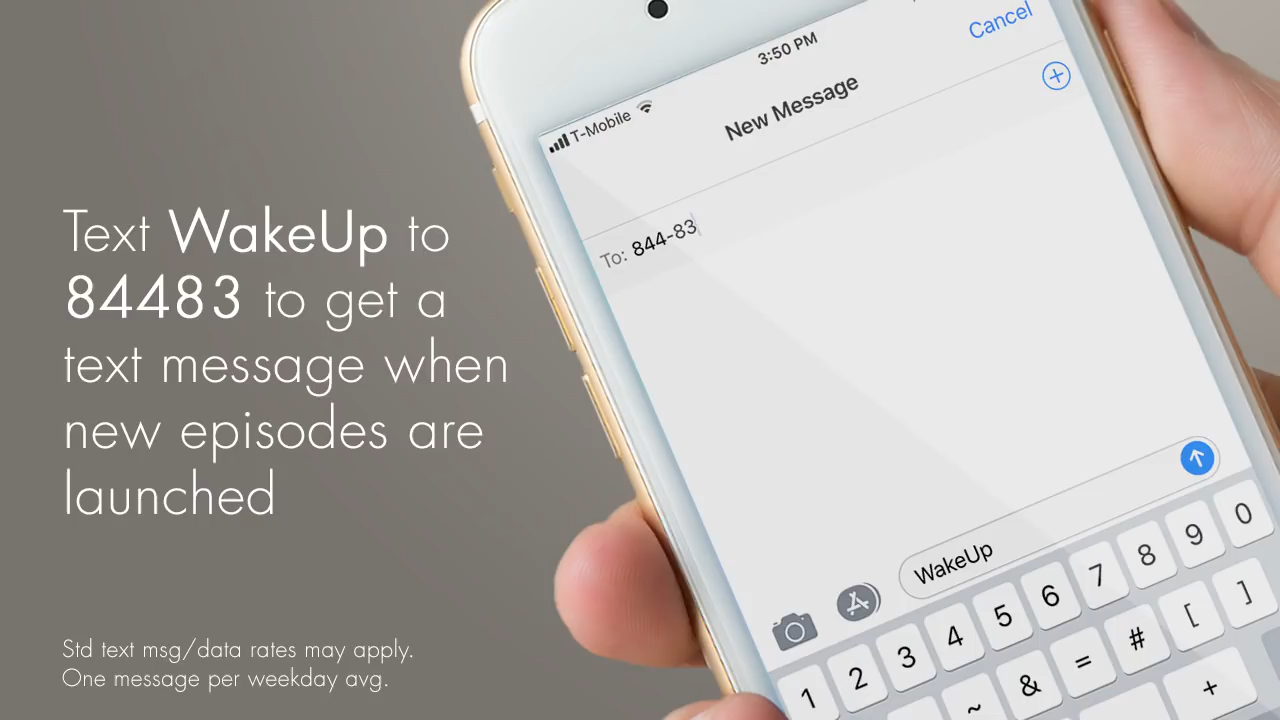 Text WakeUp to
84483 to get a
text message when
new episodes are
launched
Std text msg/data rates may apply.
One message per weekday avg.
T-Mobile
3:50 PM
Cancel
New Message
To: 844-83
WakeUp
1 2 3 4 5 6 7 8 9 0
~ & = # [ ]
+